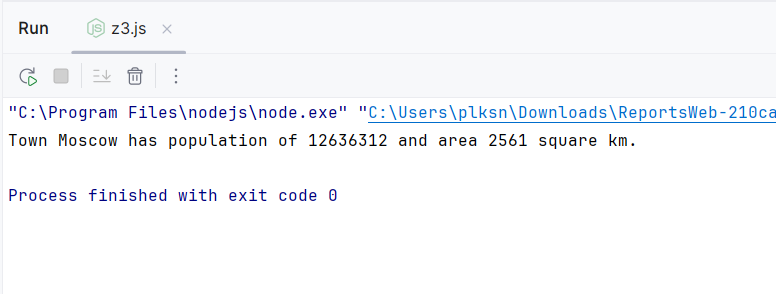 Run z3.js
"C:\Program Files\nodejs\node.exe" "C:\Users\plksn\Downloads\ReportsWeb-210ca
Town Moscow has population of 12636312 and area 2561 square km.
Process finished with exit code 0